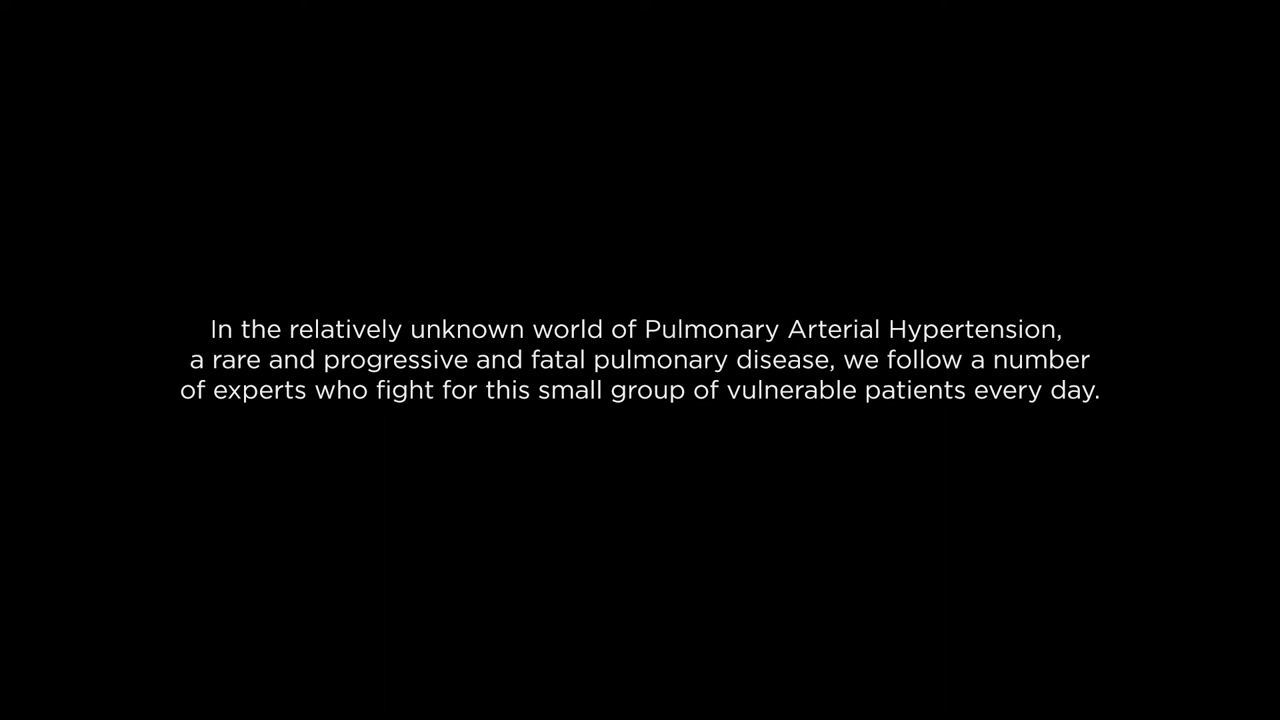 In the relatively unknown world of Pulmonary Arterial Hypertension,
a rare and progressive and fatal pulmonary disease, we follow a number
of experts who fight for this small group of vulnerable patients every day.